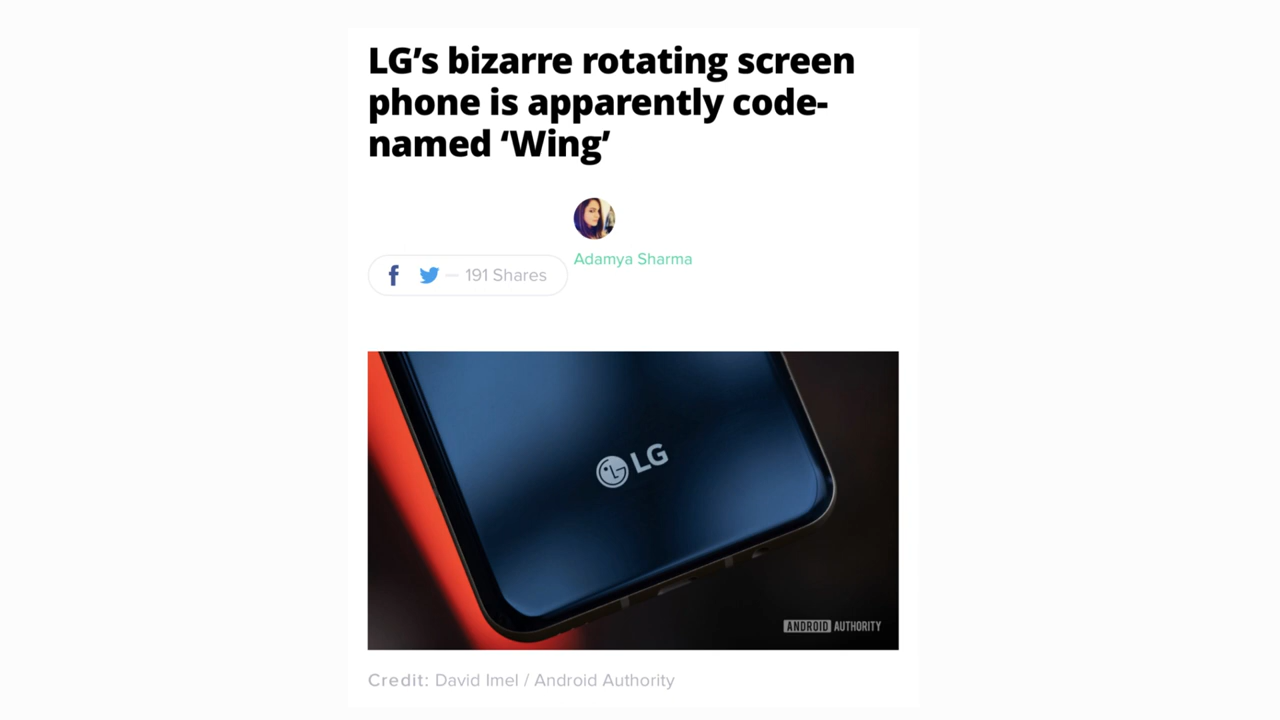 LG’s bizarre rotating screen
phone is apparently code-
named ‘Wing’
Adamya Sharma
191 Shares
LG
ANDROID AUTHORITY
Credit: David Imel / Android Authority